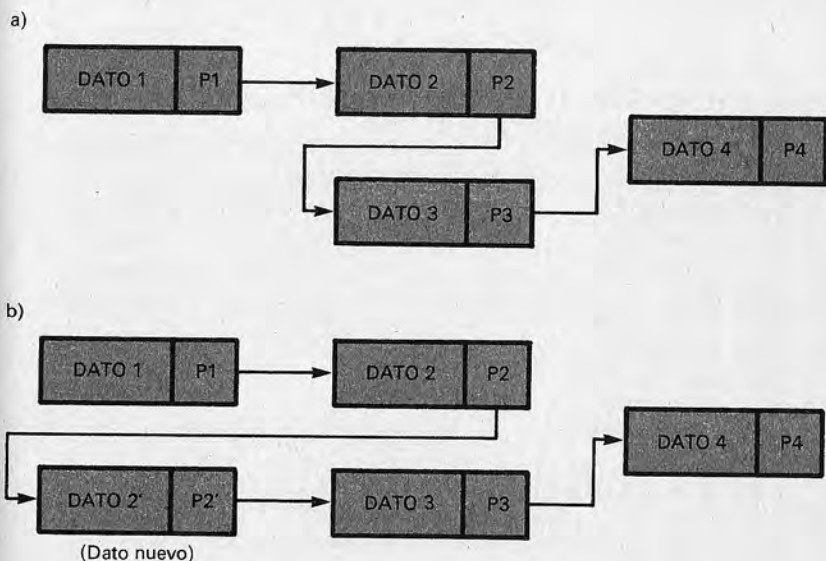 a)
DATO 1 P1 DATO 2 P2
DATO 3 P3
DATO 4 P4
b)
DATO 1 P1 DATO 2 P2
DATO 4 P4
DATO 2' P2' DATO 3 P3
(Dato nuevo)